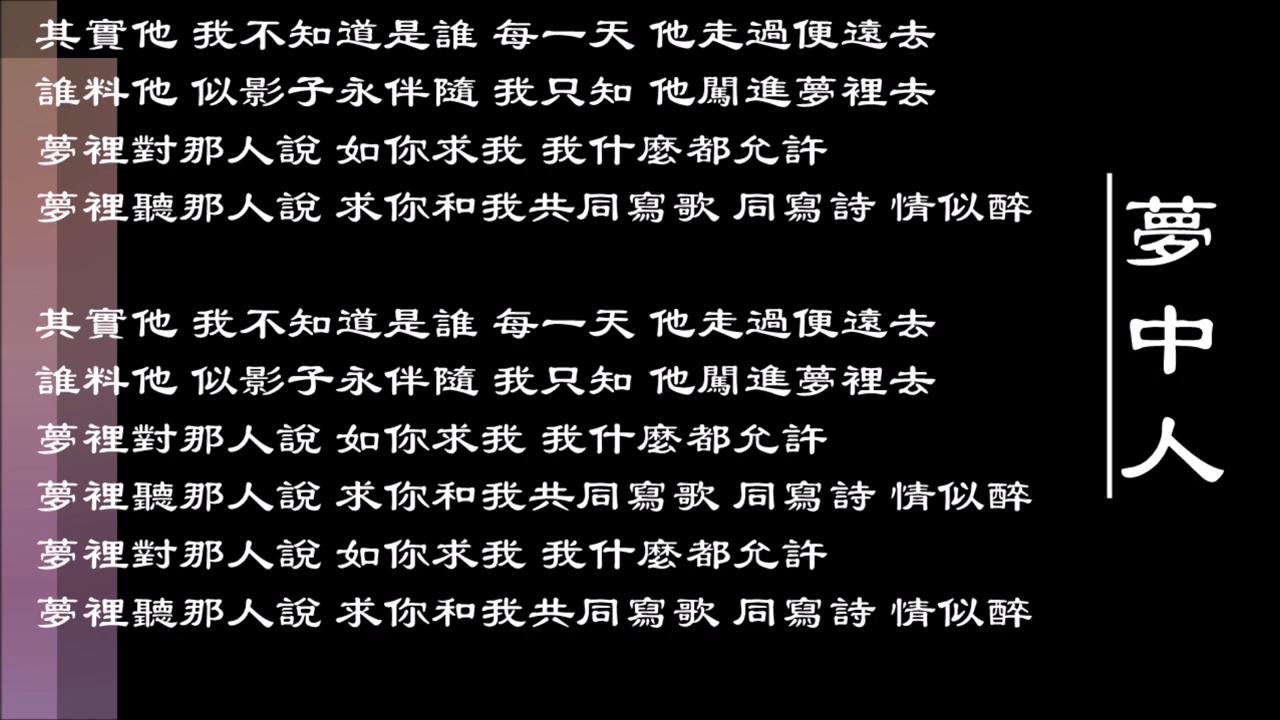 其實他 我不知道是誰 每一天 他走過便遠去
誰料他 似影子永伴隨 我只知 他闖進夢裡去
夢裡對那人說 如你求我 我什麼都允許
夢裡聽那人說 求你和我共同寫歌 同寫詩 情似醉
其實他 我不知道是誰 每一天 他走過便遠去
誰料他 似影子永伴隨 我只知 他闖進夢裡去
夢裡對那人說 如你求我 我什麼都允許
夢裡聽那人說 求你和我共同寫歌 同寫詩 情似醉
夢裡對那人說 如你求我 我什麼都允許
夢裡聽那人說 求你和我共同寫歌 同寫詩 情似醉
夢中人